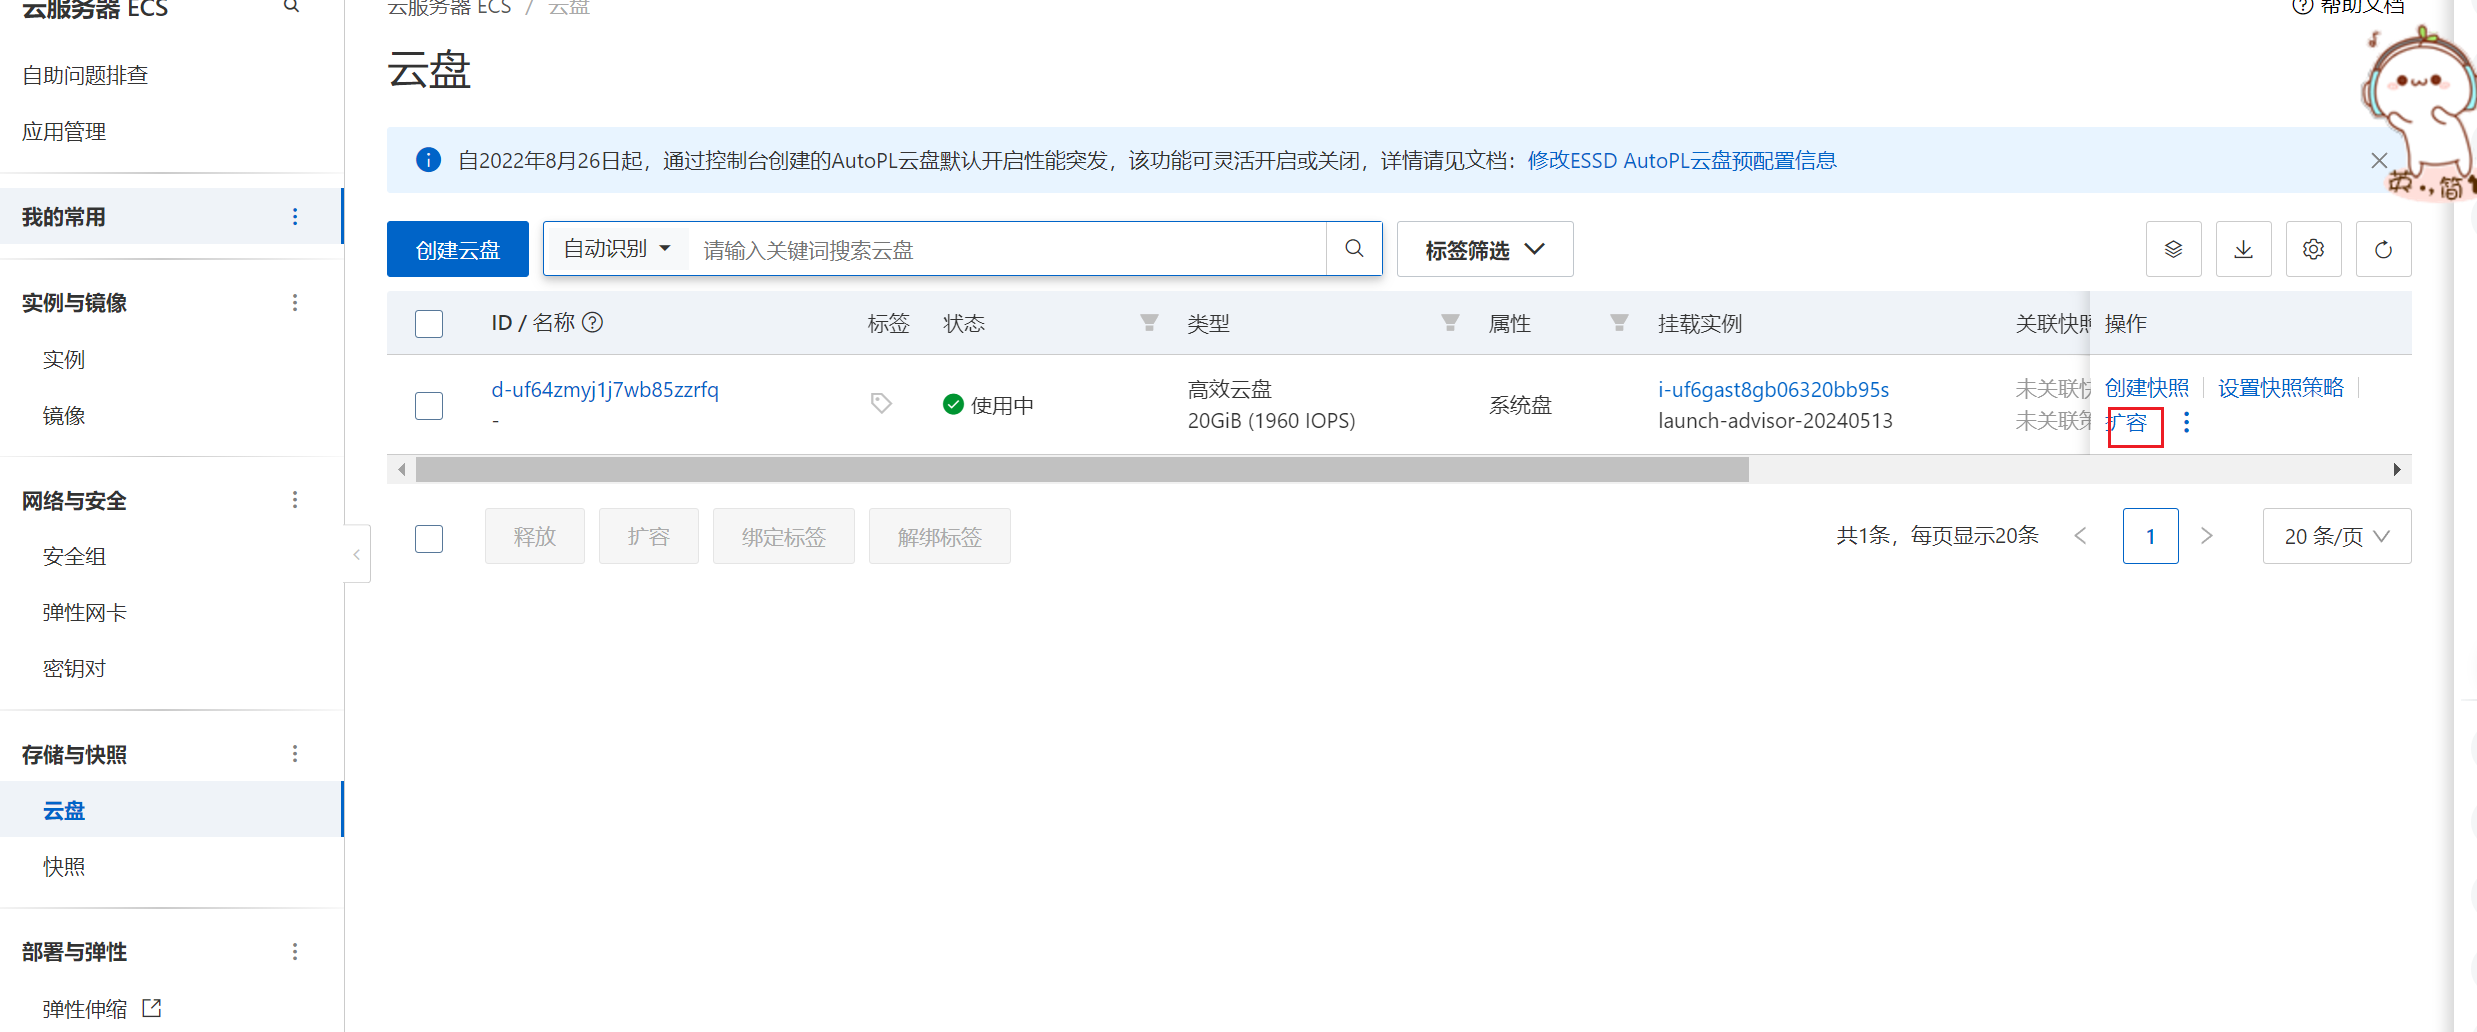 云服务器 ECS
自助问题排查
应用管理
我的常用
实例与镜像
实例
镜像
网络与安全
安全组
弹性网卡
密钥对
存储与快照
云盘
快照
部署与弹性
弹性伸缩
云服务器 ECS / 云盘
帮助文档
云盘
自2022年8月26日起，通过控制台创建的AutoPL云盘默认开启性能突发，该功能可灵活开启或关闭，详情请见文档：修改ESSD AutoPL云盘预配置信息
英 •, 简
创建云盘 自动识别 请输入关键词搜索云盘 标签筛选
ID / 名称 标签 状态 类型 属性 挂载实例 关联快照 操作
d-uf64zmyj1j7wb85zzrfq
-
使用中
高效云盘
20GiB (1960 IOPS)
系统盘
i-uf6gast8gb06320bb95s
launch-advisor-20240513
未关联快
未关联策
创建快照 设置快照策略
扩容
释放 扩容 绑定标签 解绑标签
共1条，每页显示20条 1 20 条/页